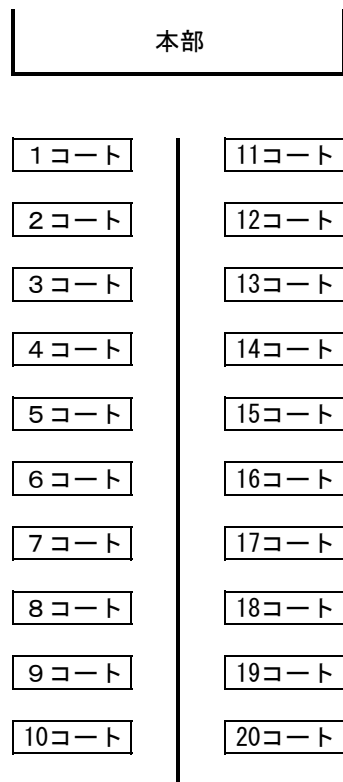 本部
１コート 11コート
２コート 12コート
３コート 13コート
４コート 14コート
５コート 15コート
６コート 16コート
７コート 17コート
８コート 18コート
９コート 19コート
10コート 20コート